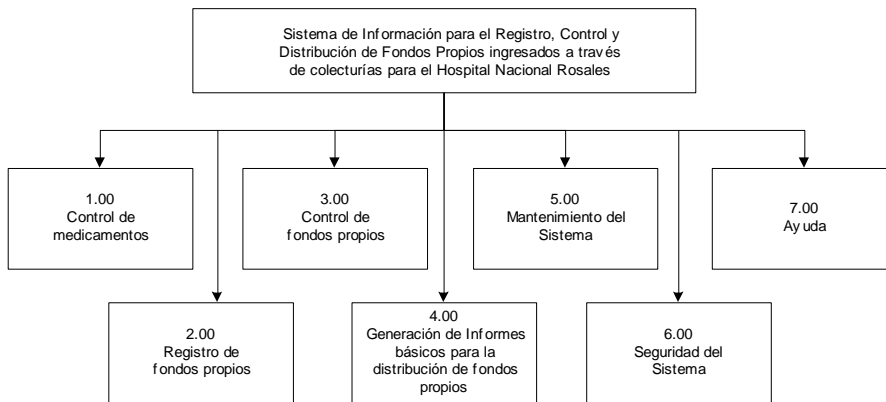 Sistema de Información para el Registro, Control y
Distribución de Fondos Propios ingresados a través
de colecturías para el Hospital Nacional Rosales
1.00
Control de
medicamentos
3.00
Control de
fondos propios
5.00
Mantenimiento del
Sistema
7.00
Ayuda
2.00
Registro de
fondos propios
4.00
Generación de Informes
básicos para la
distribución de fondos
propios
6.00
Seguridad del
Sistema